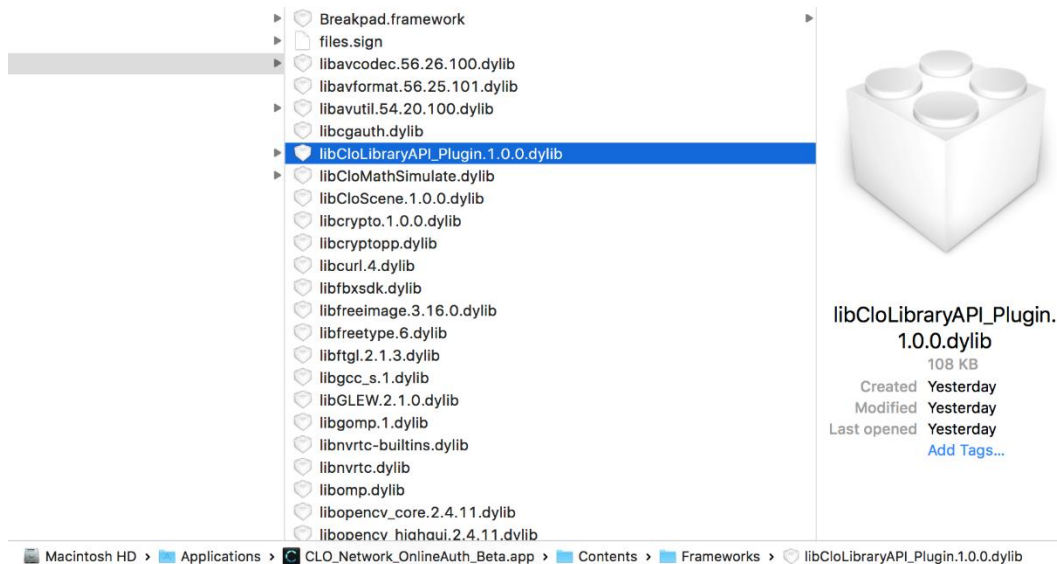 Breakpad.framework
files.sign
libavcodec.56.26.100.dylib
libavformat.56.25.101.dylib
libavutil.54.20.100.dylib
libcgauth.dylib
libCloLibraryAPI_Plugin.1.0.0.dylib
libCloMathSimulate.dylib
libCloScene.1.0.0.dylib
libcrypto.1.0.0.dylib
libcryptopp.dylib
libcurl.4.dylib
libfbxsdk.dylib
libfreeimage.3.16.0.dylib
libfreetype.6.dylib
libftgl.2.1.3.dylib
libgcc_s.1.dylib
libGLEW.2.1.0.dylib
libgomp.1.dylib
libnvrtc-builtins.dylib
libnvrtc.dylib
libomp.dylib
libopencv_core.2.4.11.dylib
libopencv_highgui.2.4.11.dylib
libCloLibraryAPI_Plugin.
1.0.0.dylib
108 KB
Created Yesterday
Modified Yesterday
Last opened Yesterday
Add Tags...
Macintosh HD > Applications > CLO_Network_OnlineAuth_Beta.app > Contents > Frameworks > libCloLibraryAPI_Plugin.1.0.0.dylib